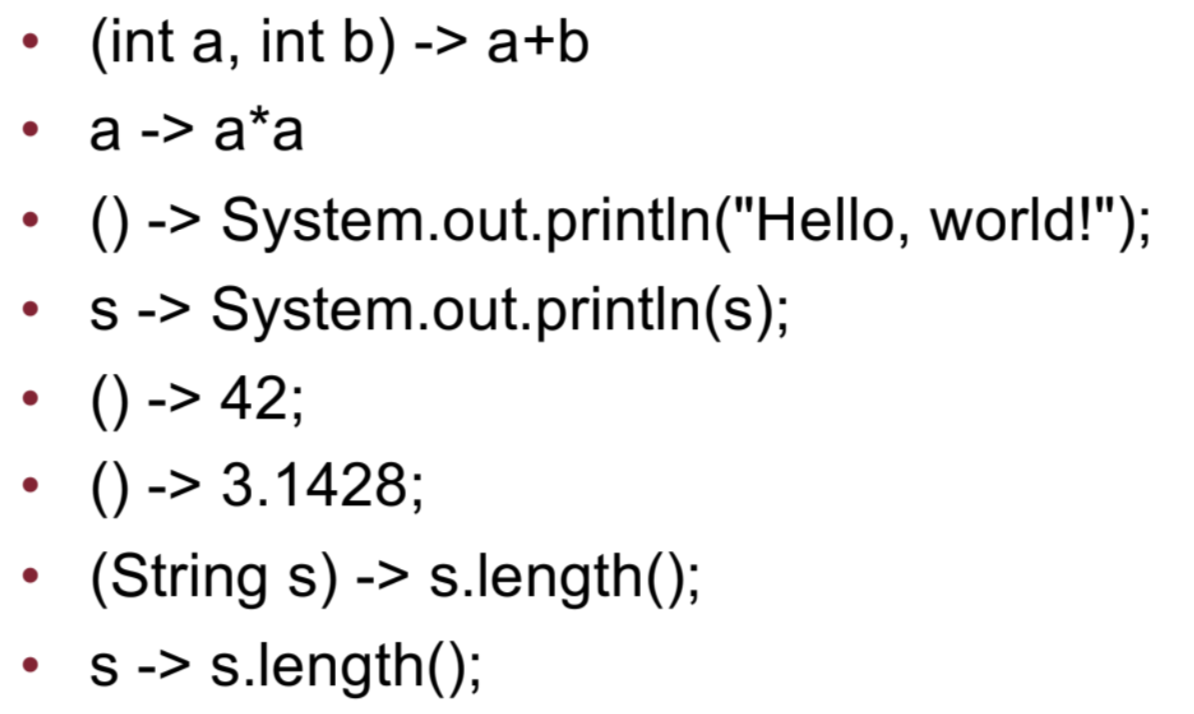 • (int a, int b) -> a+b
• a -> a*a
• () -> System.out.println("Hello, world!");
• s -> System.out.println(s);
• () -> 42;
• () -> 3.1428;
• (String s) -> s.length();
• s -> s.length();